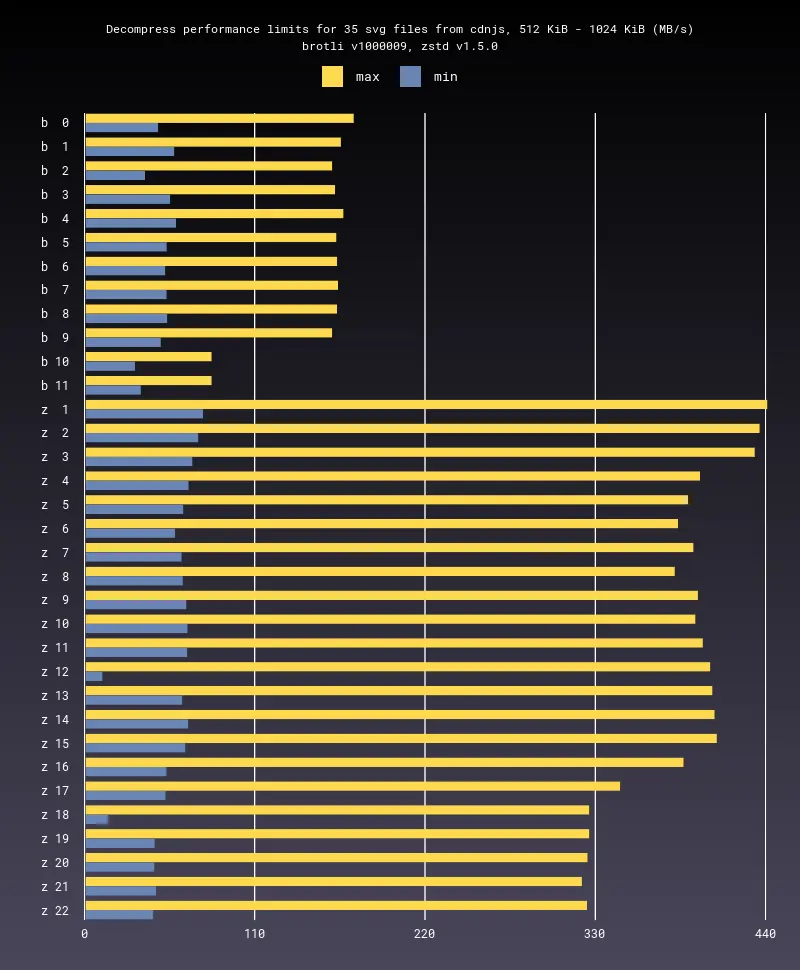 Decompress performance limits for 35 svg files from cdnjs, 512 KiB - 1024 KiB (MB/s)
brotli v1000009, zstd v1.5.0
max min
b 0
b 1
b 2
b 3
b 4
b 5
b 6
b 7
b 8
b 9
b 10
b 11
z 1
z 2
z 3
z 4
z 5
z 6
z 7
z 8
z 9
z 10
z 11
z 12
z 13
z 14
z 15
z 16
z 17
z 18
z 19
z 20
z 21
z 22
0 110 220 330 440